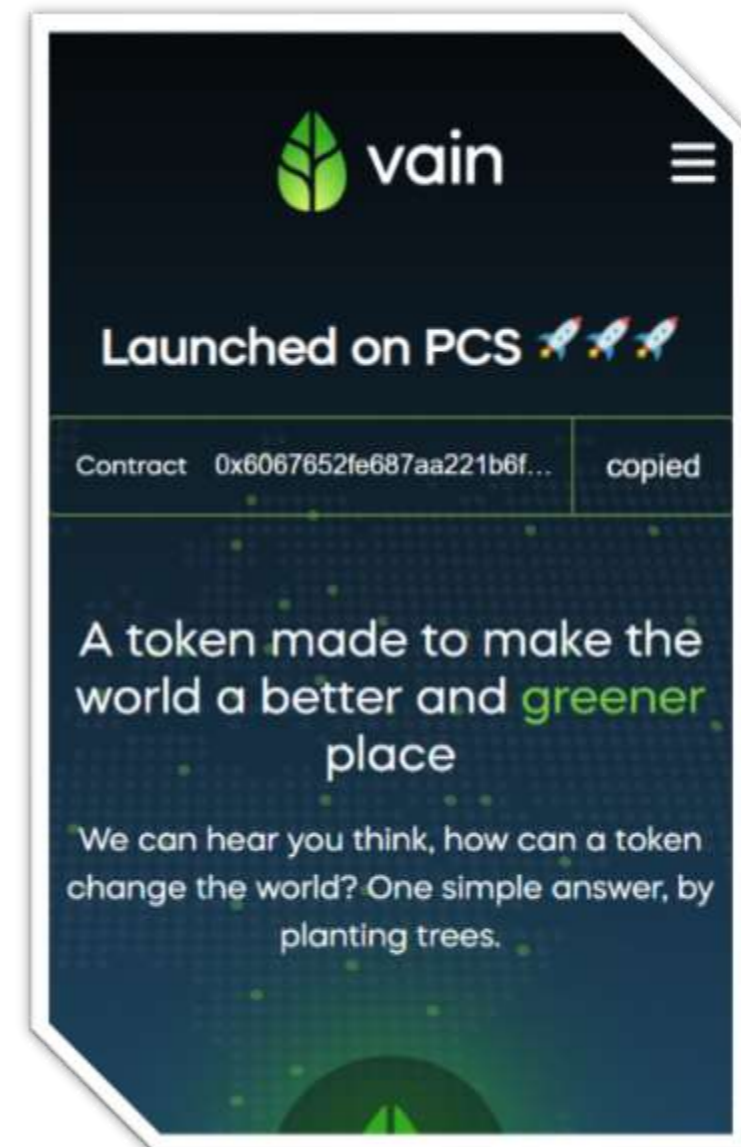 vain
Launched on PCS 🚀🚀🚀
Contract 0x6067652fe687aa221b6f... copied
A token made to make the
world a better and greener
place
We can hear you think, how can a token
change the world? One simple answer, by
planting trees.